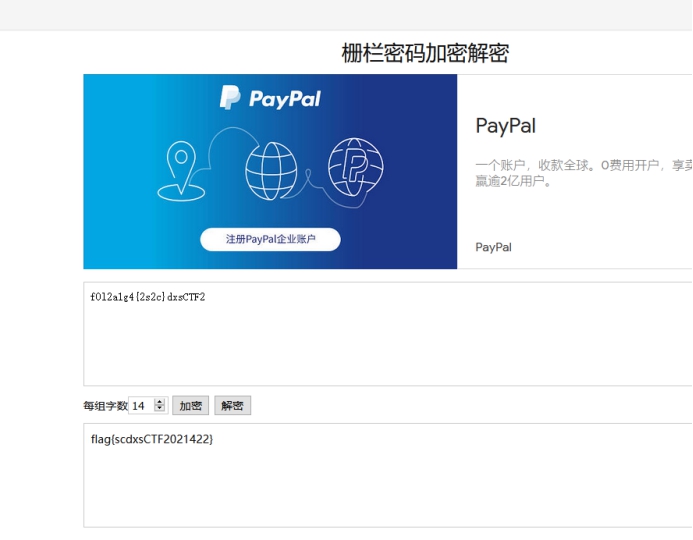 栅栏密码加密解密
PayPal
注册PayPal企业账户
PayPal
一个账户，收款全球。0费用开户，享卖
赢逾2亿用户。
PayPal
f0l2a1g4{2s2c}dxsCTF2
每组字数 14 加密 解密
flag{scdxsCTF2021422}